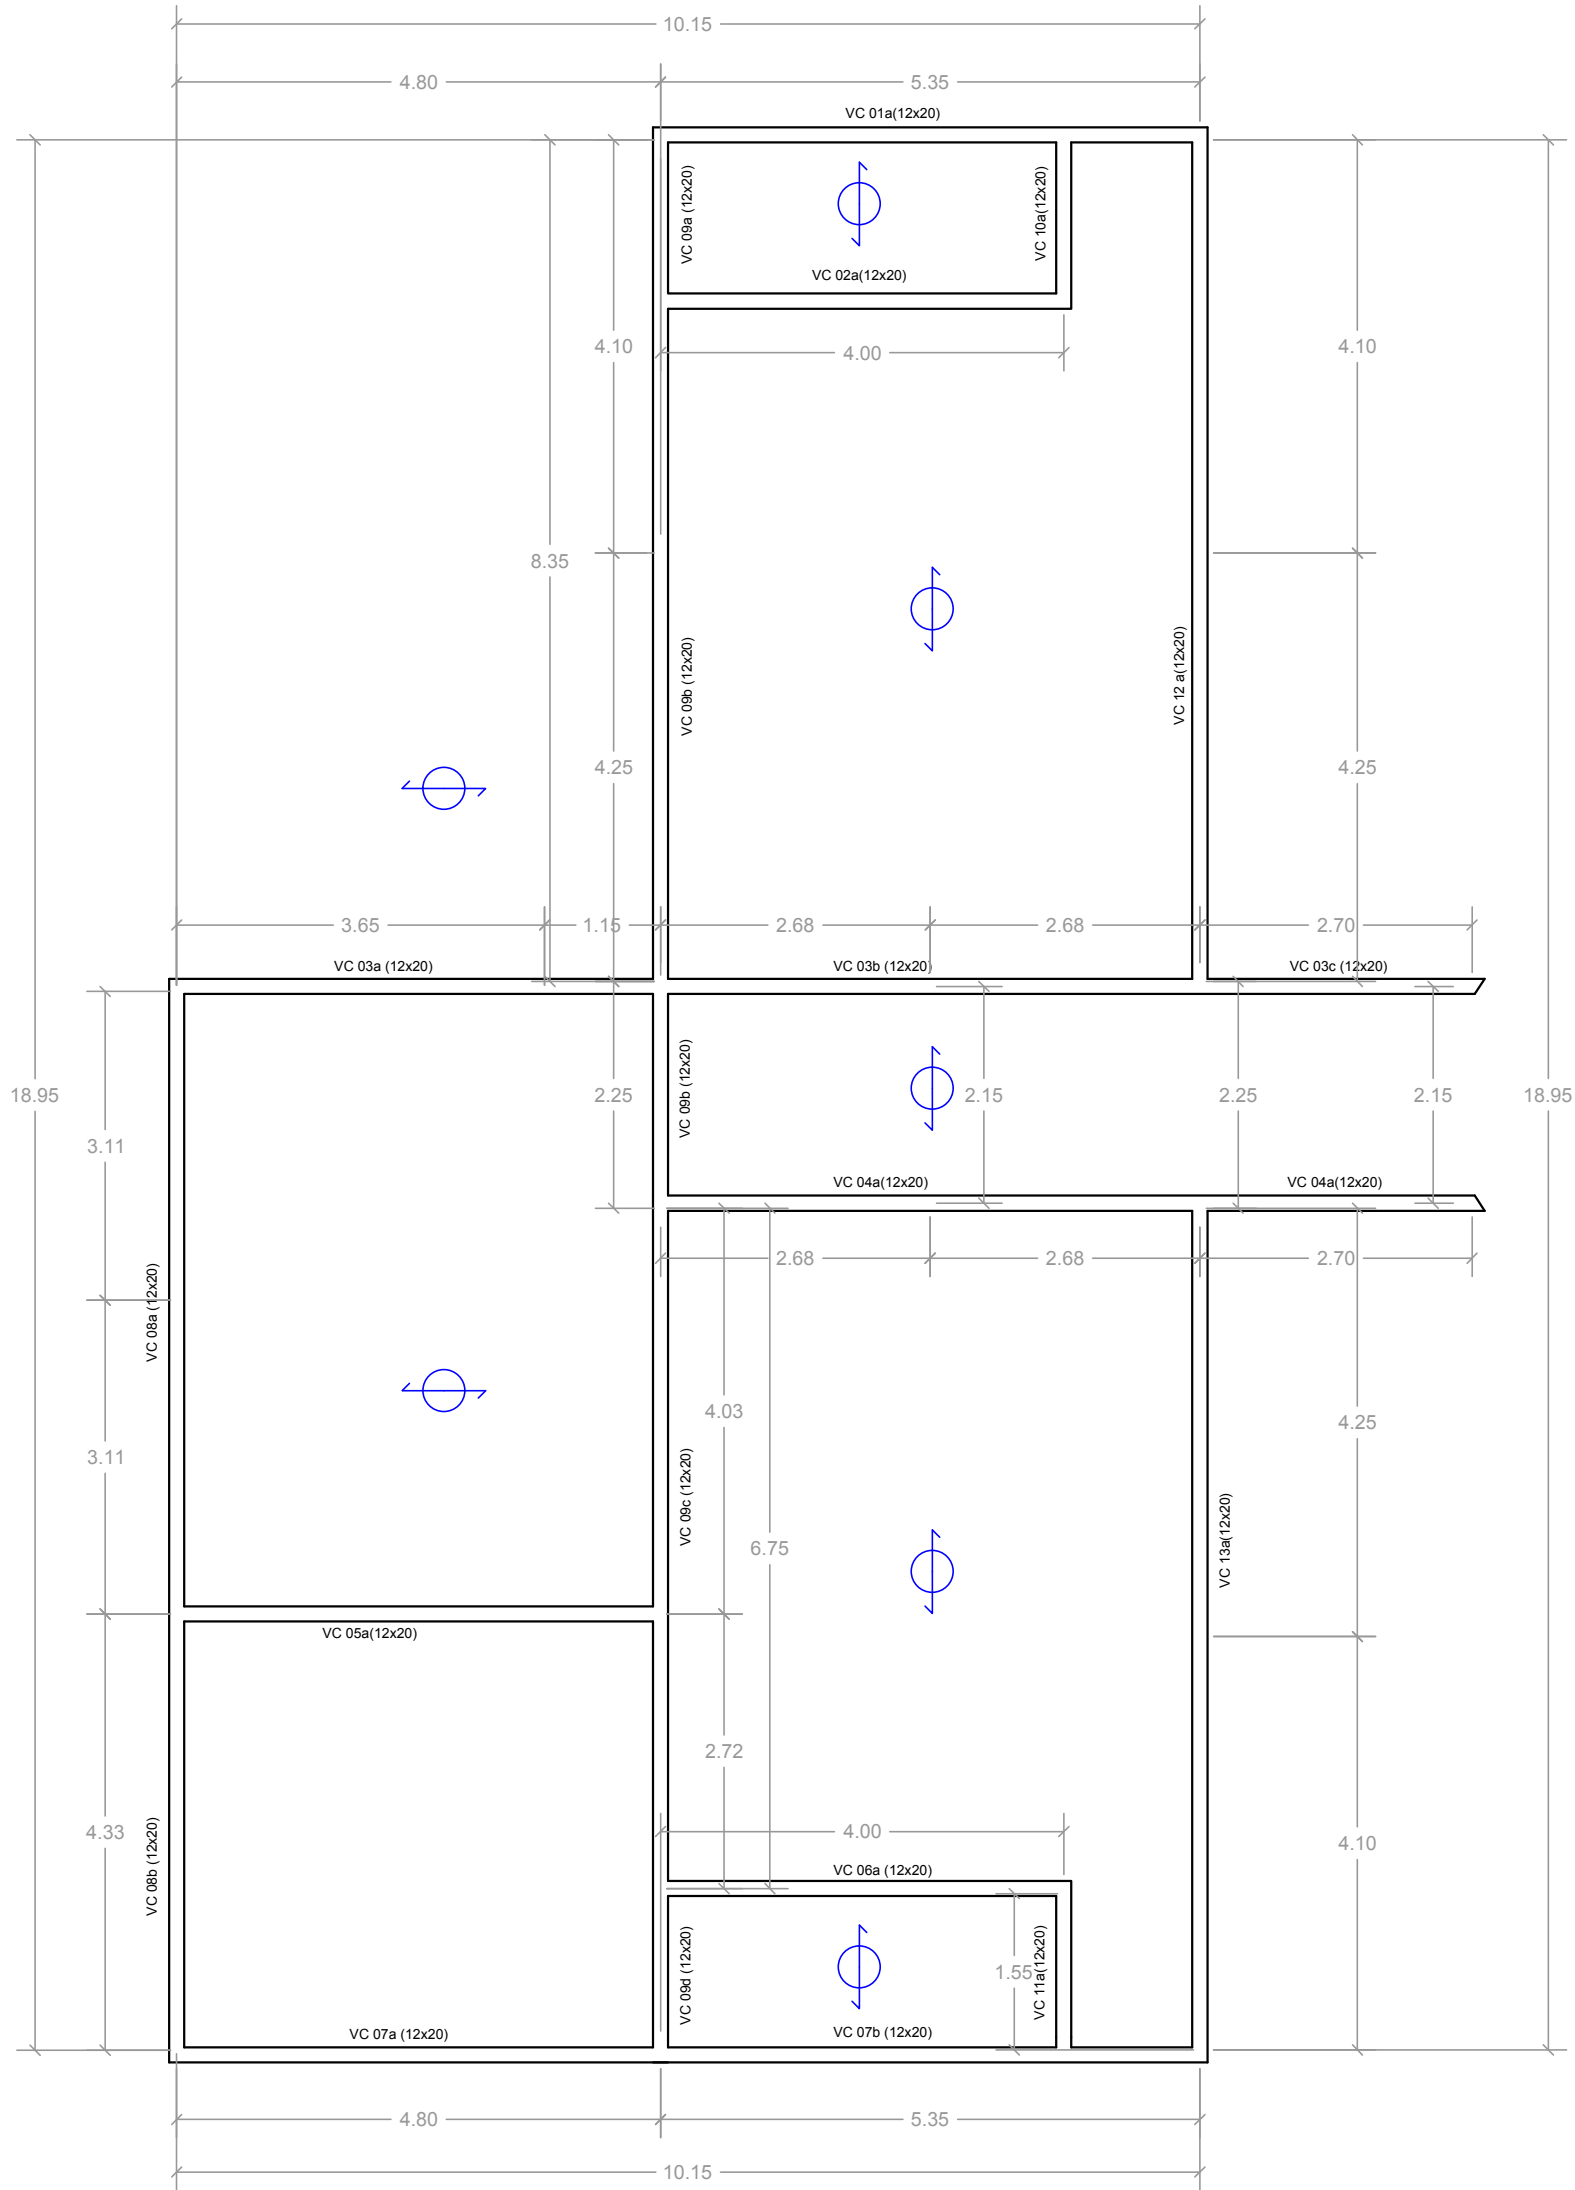 10.15
4.80
5.35
VC 01a(12x20)
VC 09a (12x20)
VC 10a(12x20)
VC 02a(12x20)
4.10
4.00
4.10
8.35
VC 09b (12x20)
VC 12 a(12x20)
4.25
4.25
3.65
1.15
2.68
2.68
2.70
VC 03a (12x20)
VC 03b (12x20)
VC 03c (12x20)
18.95
3.11
2.25
VC 09b (12x20)
2.15
2.25
2.15
18.95
VC 04a(12x20)
VC 04a(12x20)
2.68
2.68
2.70
VC 08a (12x20)
4.03
4.25
3.11
VC 09c (12x20)
6.75
VC 13a(12x20)
VC 05a(12x20)
2.72
4.33
VC 08b (12x20)
4.00
4.10
VC 06a (12x20)
VC 09d (12x20)
1.55
VC 11a(12x20)
VC 07a (12x20)
VC 07b (12x20)
4.80
5.35
10.15